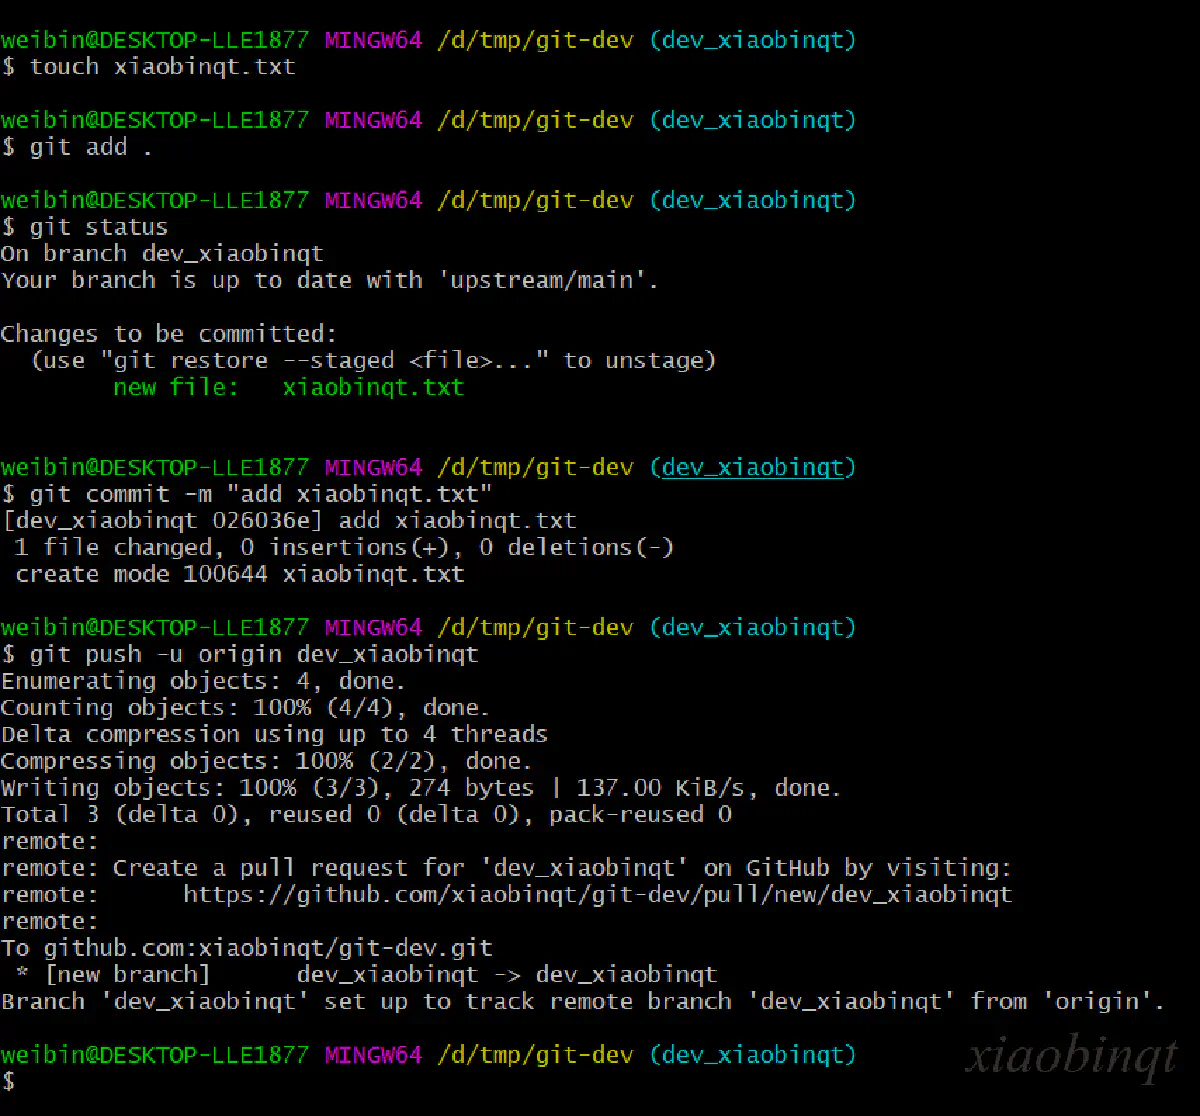 weibin@DESKTOP-LLE1877 MINGW64 /d/tmp/git-dev (dev_xiaobinqt)
$ touch xiaobinqt.txt
weibin@DESKTOP-LLE1877 MINGW64 /d/tmp/git-dev (dev_xiaobinqt)
$ git add .
weibin@DESKTOP-LLE1877 MINGW64 /d/tmp/git-dev (dev_xiaobinqt)
$ git status
On branch dev_xiaobinqt
Your branch is up to date with 'upstream/main'.
Changes to be committed:
  (use "git restore --staged <file>..." to unstage)
        new file:   xiaobinqt.txt
weibin@DESKTOP-LLE1877 MINGW64 /d/tmp/git-dev (dev_xiaobinqt)
$ git commit -m "add xiaobinqt.txt"
[dev_xiaobinqt 026036e] add xiaobinqt.txt
 1 file changed, 0 insertions(+), 0 deletions(-)
 create mode 100644 xiaobinqt.txt
weibin@DESKTOP-LLE1877 MINGW64 /d/tmp/git-dev (dev_xiaobinqt)
$ git push -u origin dev_xiaobinqt
Enumerating objects: 4, done.
Counting objects: 100% (4/4), done.
Delta compression using up to 4 threads
Compressing objects: 100% (2/2), done.
Writing objects: 100% (3/3), 274 bytes | 137.00 KiB/s, done.
Total 3 (delta 0), reused 0 (delta 0), pack-reused 0
remote:
remote: Create a pull request for 'dev_xiaobinqt' on GitHub by visiting:
remote:      https://github.com/xiaobinqt/git-dev/pull/new/dev_xiaobinqt
remote:
To github.com:xiaobinqt/git-dev.git
 * [new branch]      dev_xiaobinqt -> dev_xiaobinqt
Branch 'dev_xiaobinqt' set up to track remote branch 'dev_xiaobinqt' from 'origin'.
weibin@DESKTOP-LLE1877 MINGW64 /d/tmp/git-dev (dev_xiaobinqt)
$
xiaobinqt